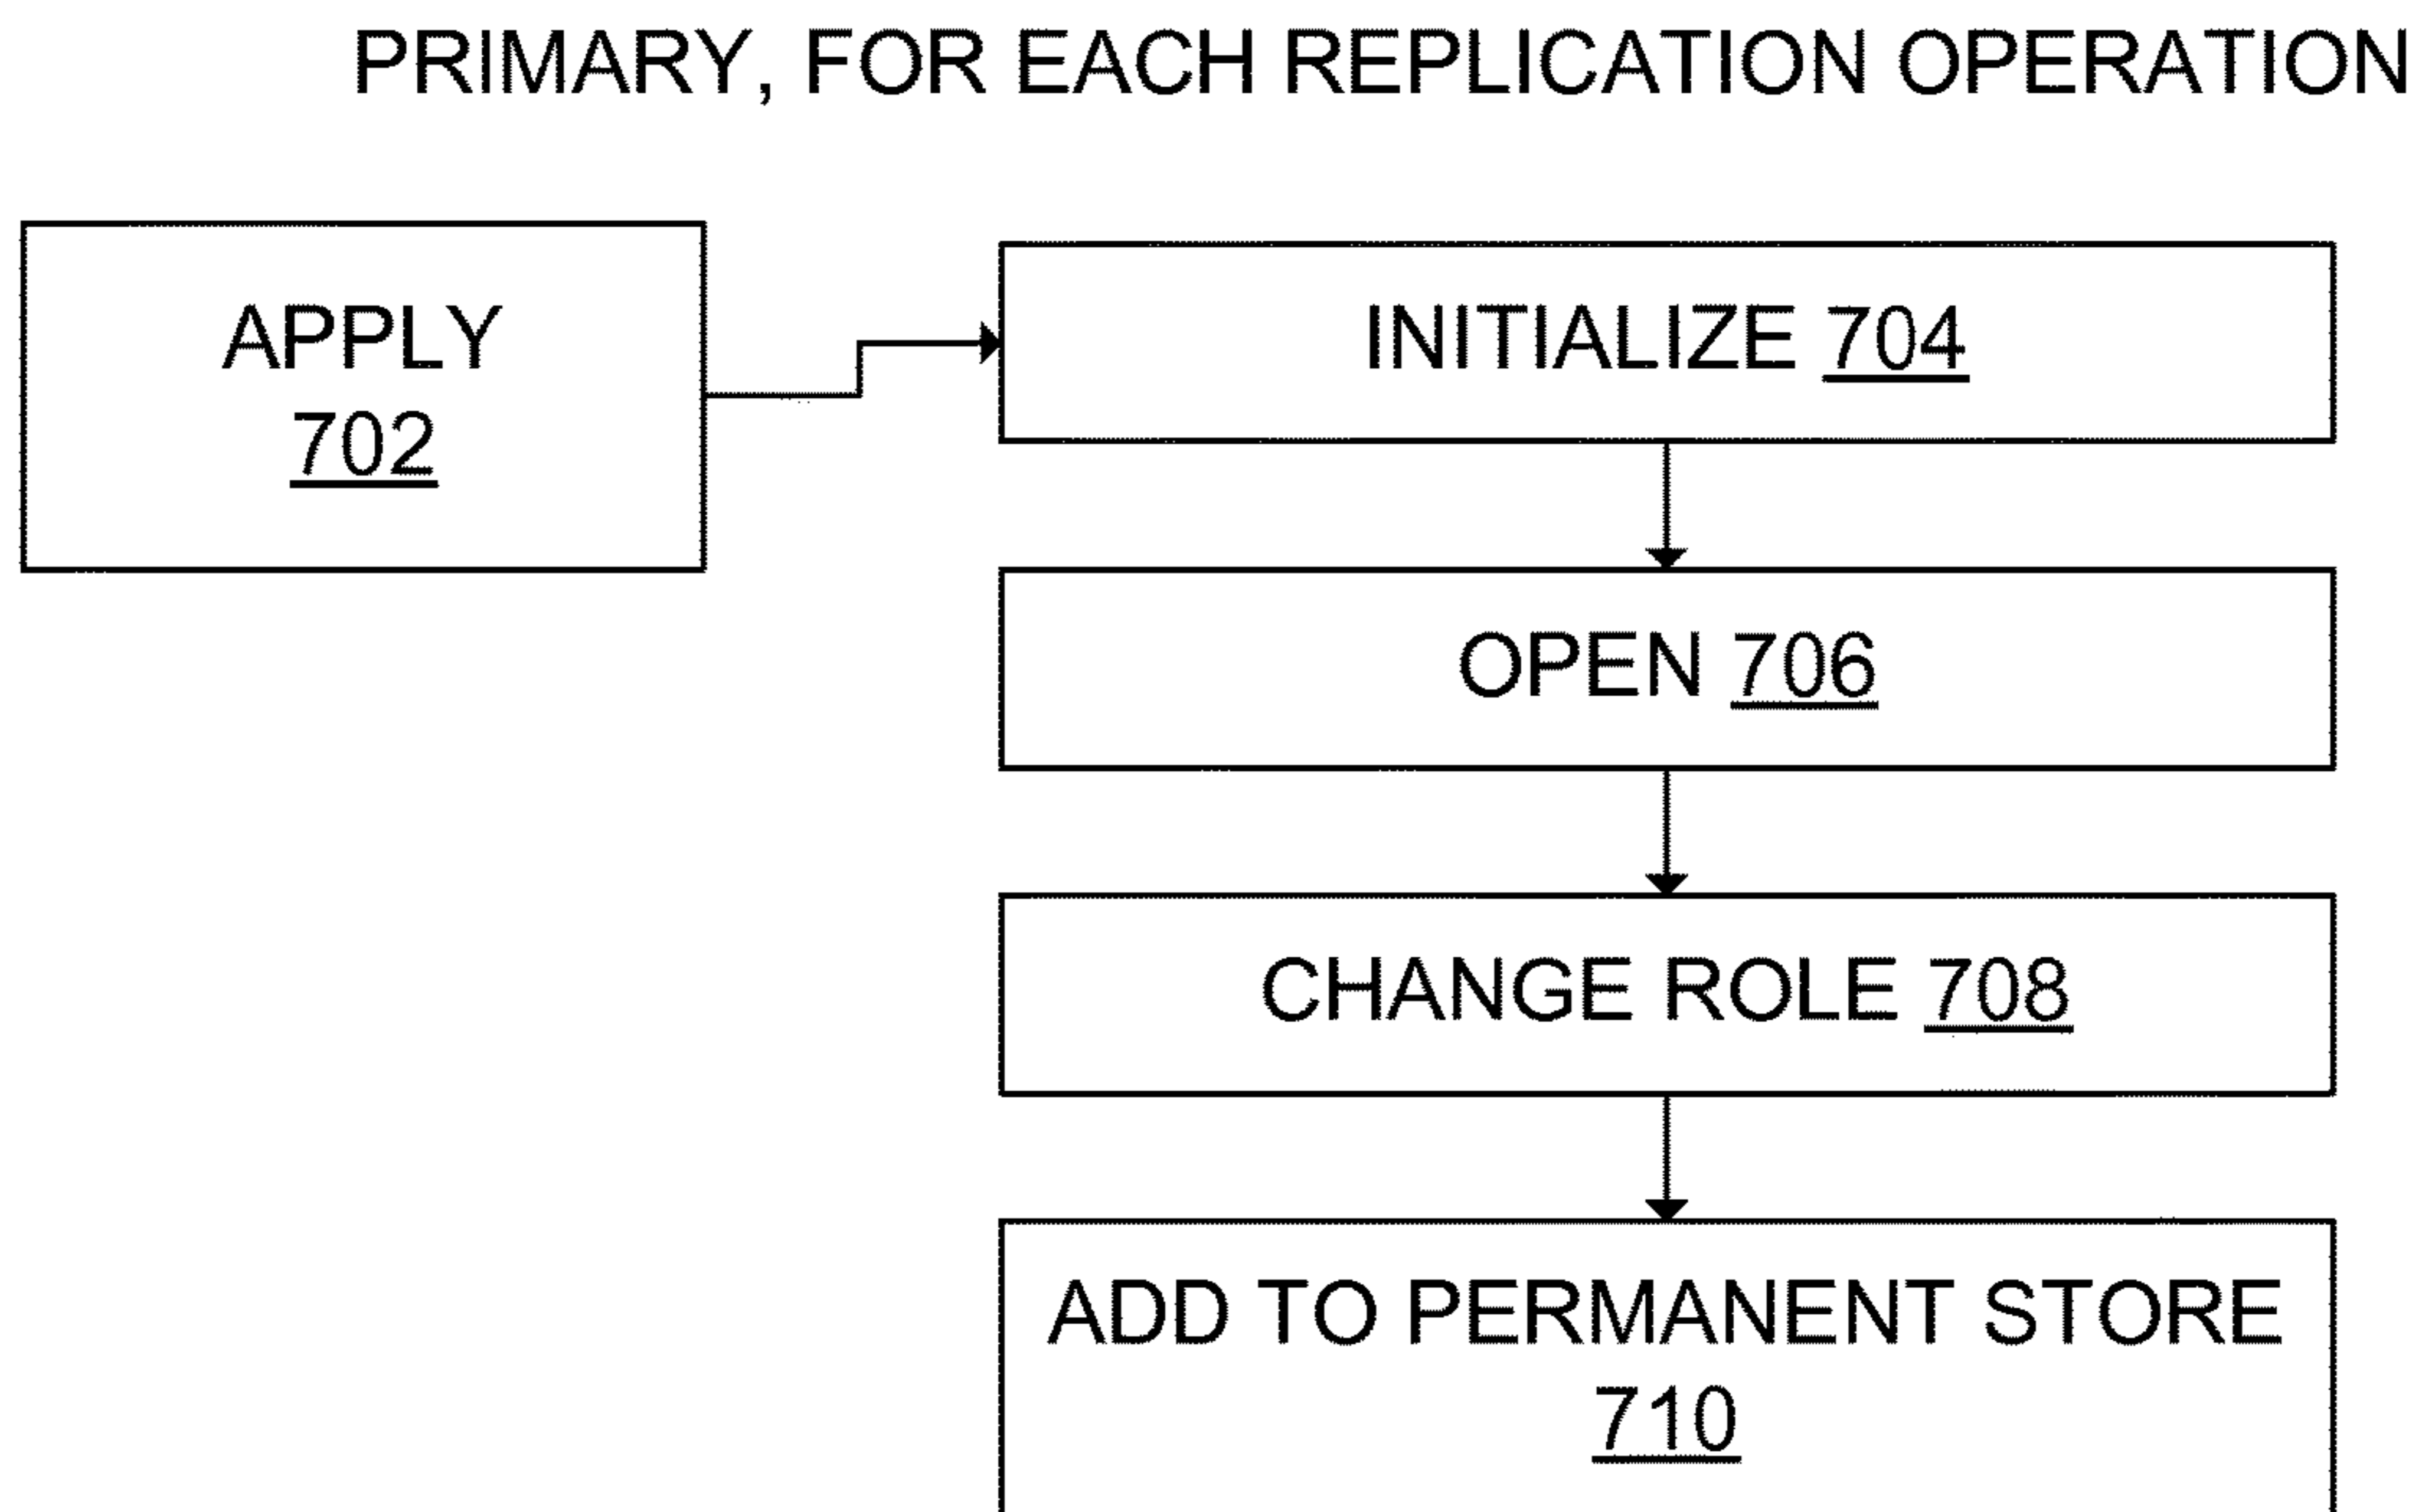 PRIMARY, FOR EACH REPLICATION OPERATION
APPLY
702
INITIALIZE 704
OPEN 706
CHANGE ROLE 708
ADD TO PERMANENT STORE
710